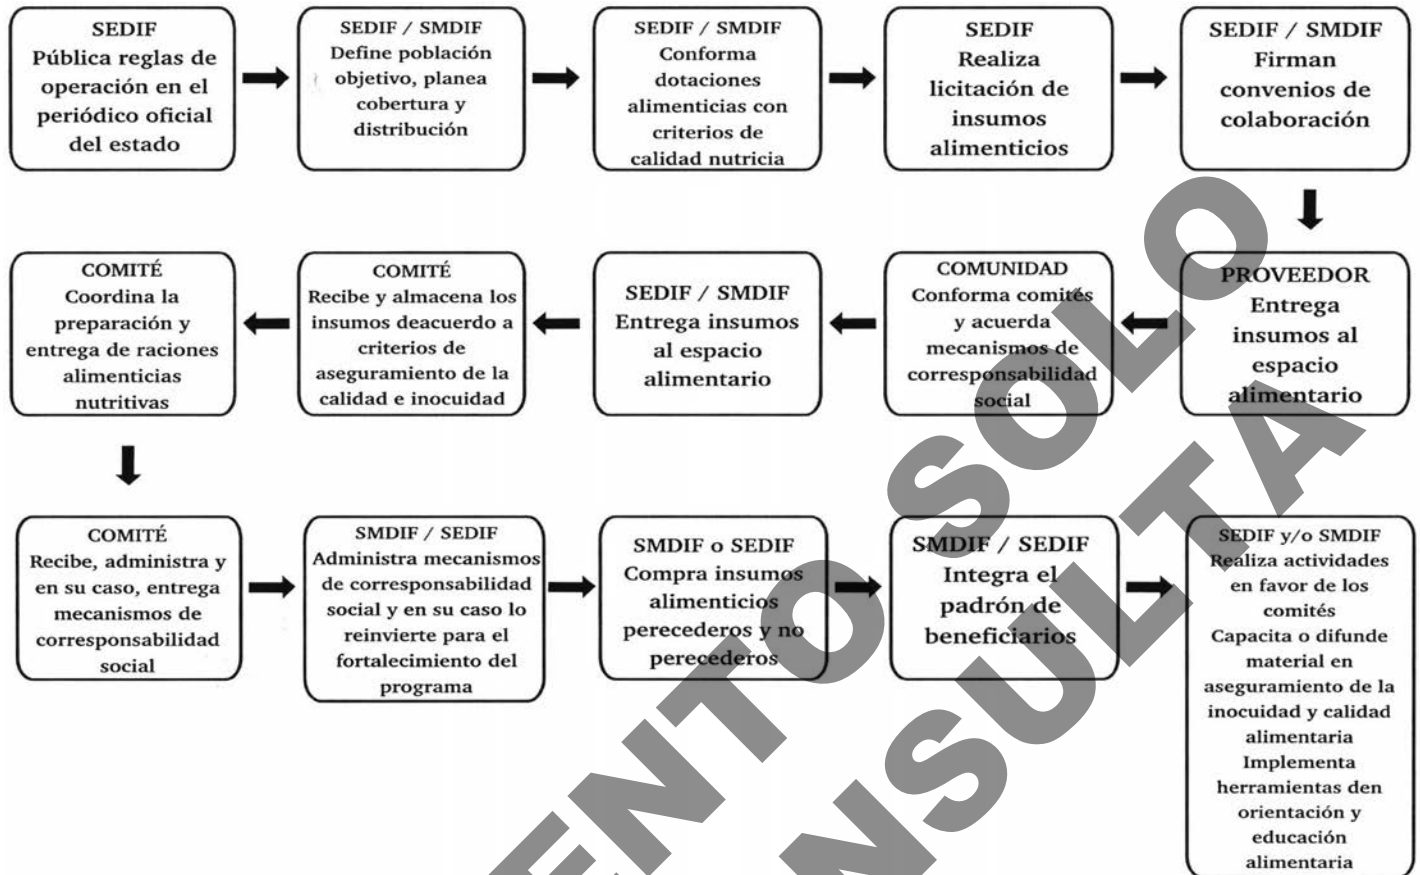 SEDIF
Pública reglas de
operación en el
periódico oficial
del estado
SEDIF / SMDIF
Define población
objetivo, planea
cobertura y
distribución
SEDIF / SMDIF
Conforma
dotaciones
alimenticias con
criterios de
calidad nutricia
SEDIF
Realiza
licitación de
insumos
alimenticios
SEDIF / SMDIF
Firman
convenios de
colaboración
PROVEEDOR
Entrega
insumos al
espacio
alimentario
COMUNIDAD
Conforma comités
y acuerda
mecanismos de
corresponsabilidad
social
SEDIF / SMDIF
Entrega insumos
al espacio
alimentario
COMITÉ
Recibe y almacena los
insumos deacuerdo a
criterios de
aseguramiento de la
calidad e inocuidad
COMITÉ
Coordina la
preparación y
entrega de raciones
alimenticias
nutritivas
COMITÉ
Recibe, administra y
en su caso, entrega
mecanismos de
corresponsabilidad
social
SMDIF / SEDIF
Administra mecanismos
de corresponsabilidad
social y en su caso lo
reinvierte para el
fortalecimiento del
programa
SMDIF o SEDIF
Compra insumos
alimenticios
perecederos y no
perecederos
SMDIF / SEDIF
Integra el
padrón de
beneficiarios
SEDIF y/o SMDIF
Realiza actividades
en favor de los
comités
Capacita o difunde
material en
aseguramiento de la
inocuidad y calidad
alimentaria
Implementa
herramientas den
orientación y
educación
alimentaria
ENTO SOLO
NSULTA